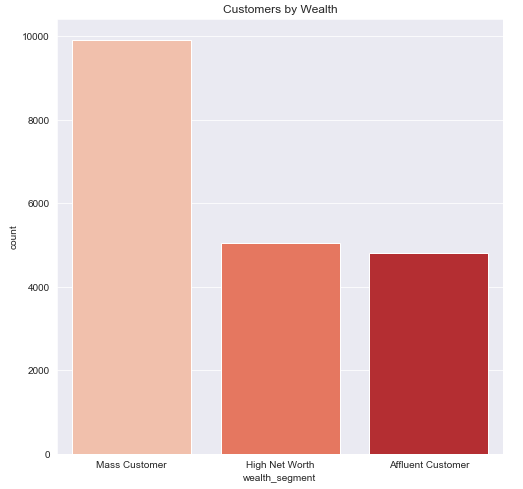 Customers by Wealth
10000
8000
6000
4000
2000
0
count
Mass Customer
High Net Worth
Affluent Customer
wealth_segment